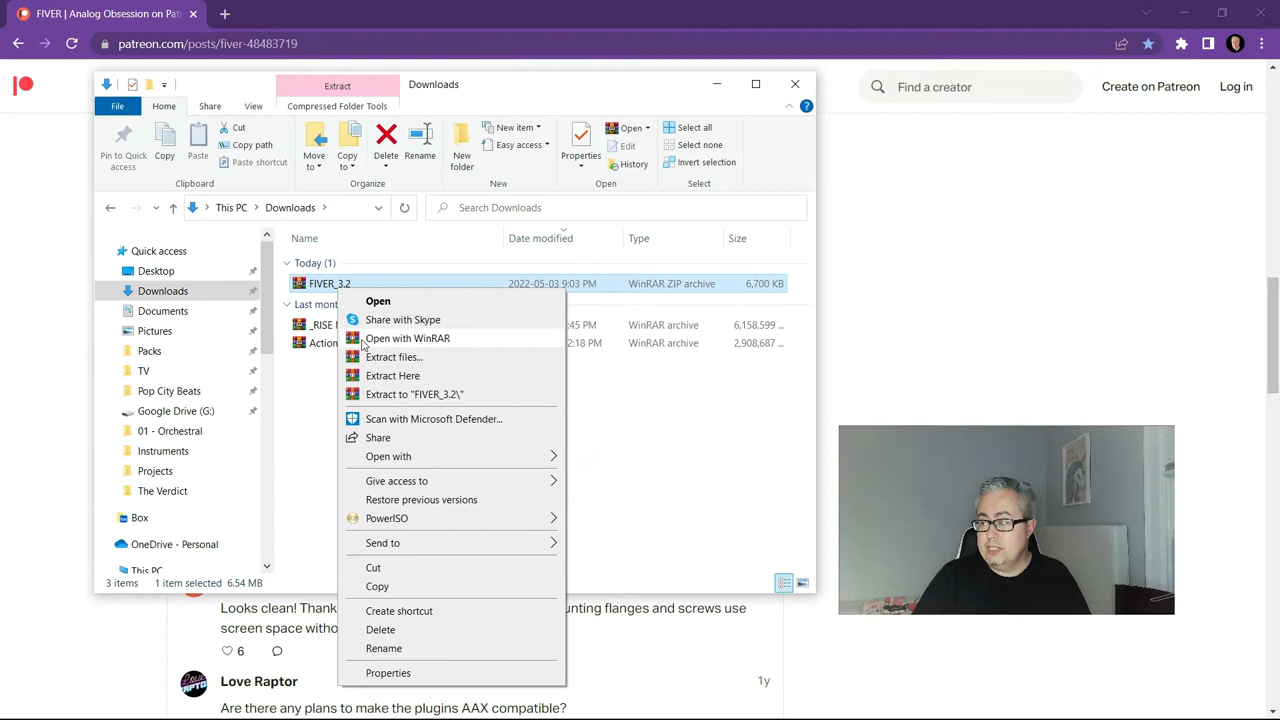 FIVER | Analog Obsession on Pat
patreon.com/posts/fiver-48483719
Find a creator
Create on Patreon
Log in
Extract
Downloads
File
Home
Share
View
Compressed Folder Tools
Pin to Quick access
Copy
Paste
Cut
Copy path
Paste shortcut
Clipboard
Move to
Copy to
Delete
Rename
Organize
New folder
New item
Easy access
New
Properties
Open
Edit
History
Open
Select all
Select none
Invert selection
Select
This PC
Downloads
Search Downloads
Name
Date modified
Type
Size
Quick access
Desktop
Downloads
Documents
Pictures
Packs
TV
Pop City Beats
Google Drive (G:)
01 - Orchestral
Instruments
Projects
The Verdict
Box
OneDrive - Personal
This PC
Today (1)
FIVER_3.2 2022-05-03 9:03 PM WinRAR ZIP archive 6,700 KB
Last mont
_RISE :45 PM WinRAR archive 6,158,599 ...
Action 2:18 PM WinRAR archive 2,908,687 ...
Open
Share with Skype
Open with WinRAR
Extract files...
Extract Here
Extract to "FIVER_3.2\"
Scan with Microsoft Defender...
Share
Open with
Give access to
Restore previous versions
PowerISO
Send to
Cut
Copy
Create shortcut
Delete
Rename
Properties
3 items 1 item selected 6.54 MB
Looks clean! Thank unting flanges and screws use
screen space witho
6
Love Raptor
1y
Are there any plans to make the plugins AAX compatible?